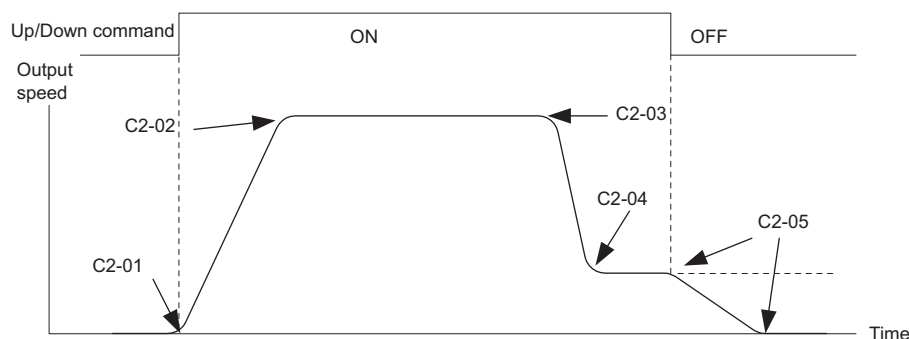 Up/Down command
ON
OFF
Output
speed
C2-02
C2-03
C2-04
C2-05
C2-01
Time